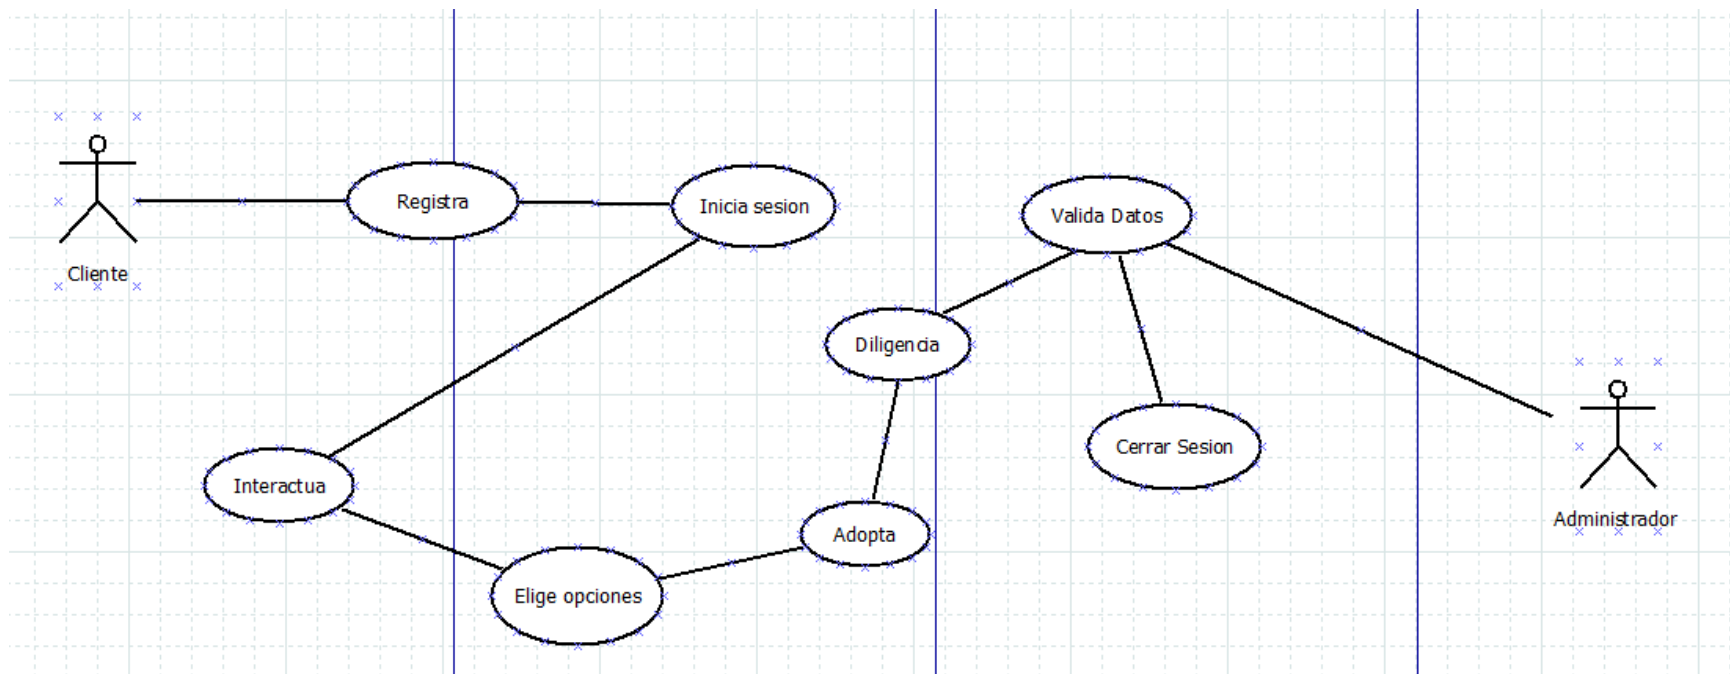 Cliente
Registra
Inicia sesion
Valida Datos
Diligencia
Interactua
Cerrar Sesion
Adopta
Elige opciones
Administrador